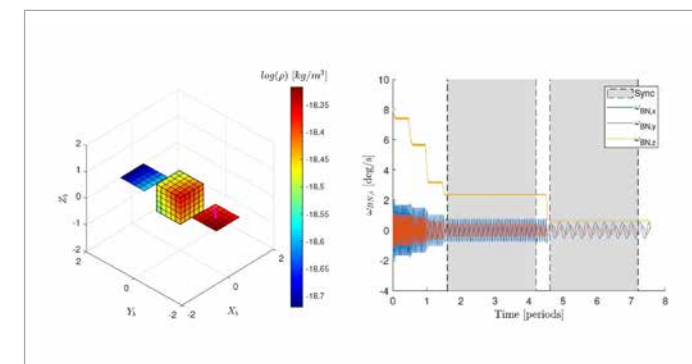 log(ρ) [kg/m³]
-18.35
-18.4
-18.45
-18.5
-18.55
-18.6
-18.65
-18.7
2
1
0
-1
-2
Z_b
2
0
-2
Y_b
-2
0
2
X_b
10
8
6
4
2
0
-2
-4
ω_BN,i [deg/s]
0 1 2 3 4 5 6 7 8
Time [periods]
Sync
ω_BN,x
ω_BN,y
ω_BN,z